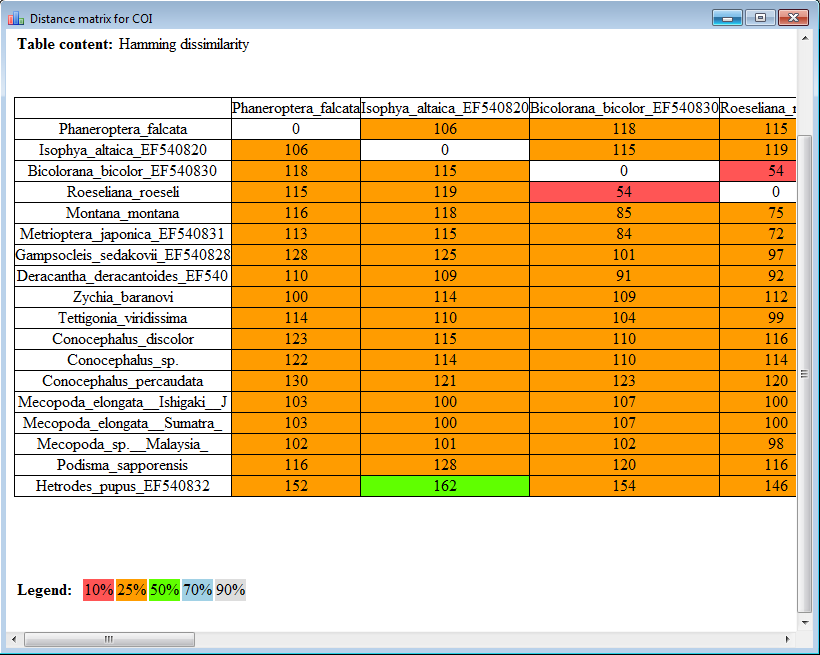 Distance matrix for COI
Table content: Hamming dissimilarity
Phaneroptera_falcata Isophya_altaica_EF540820 Bicolorana_bicolor_EF540830 Roeseliana_r
Phaneroptera_falcata 0 106 118 115
Isophya_altaica_EF540820 106 0 115 119
Bicolorana_bicolor_EF540830 118 115 0 54
Roeseliana_roeseli 115 119 54 0
Montana_montana 116 118 85 75
Metrioptera_japonica_EF540831 113 115 84 72
Gampsocleis_sedakovii_EF540828 128 125 101 97
Deracantha_deracantoides_EF540 110 109 91 92
Zychia_baranovi 100 114 109 112
Tettigonia_viridissima 114 110 104 99
Conocephalus_discolor 123 115 110 116
Conocephalus_sp. 122 114 110 114
Conocephalus_percaudata 130 121 123 120
Mecopoda_elongata__Ishigaki__J 103 100 107 100
Mecopoda_elongata__Sumatra_ 103 100 107 100
Mecopoda_sp.__Malaysia_ 102 101 102 98
Podisma_sapporensis 116 128 120 116
Hetrodes_pupus_EF540832 152 162 154 146
Legend: 10% 25% 50% 70% 90%